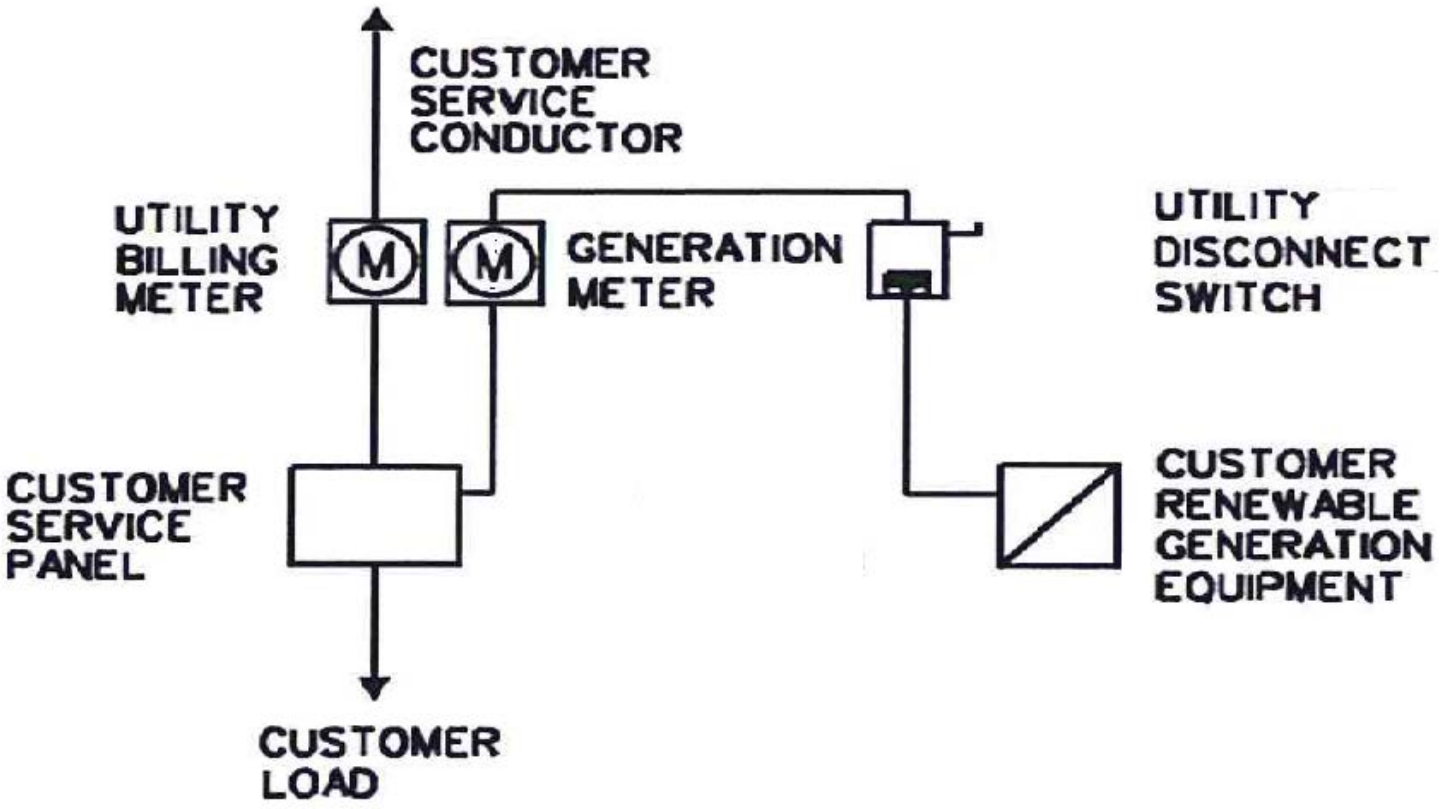 CUSTOMER
SERVICE
CONDUCTOR
UTILITY
BILLING
METER
M
M
GENERATION
METER
UTILITY
DISCONNECT
SWITCH
CUSTOMER
SERVICE
PANEL
CUSTOMER
RENEWABLE
GENERATION
EQUIPMENT
CUSTOMER
LOAD